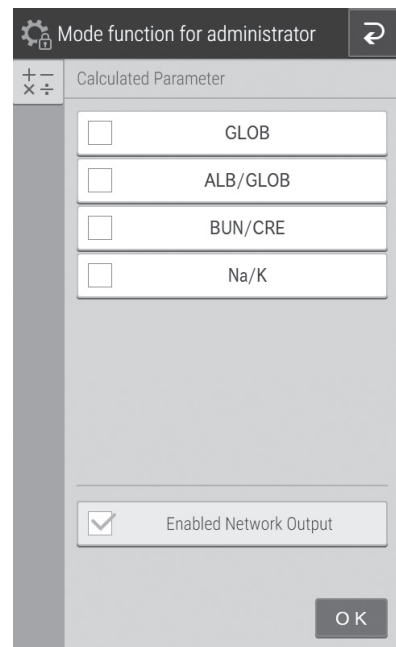 Mode function for administrator
Calculated Parameter
GLOB
ALB/GLOB
BUN/CRE
Na/K
Enabled Network Output
OK